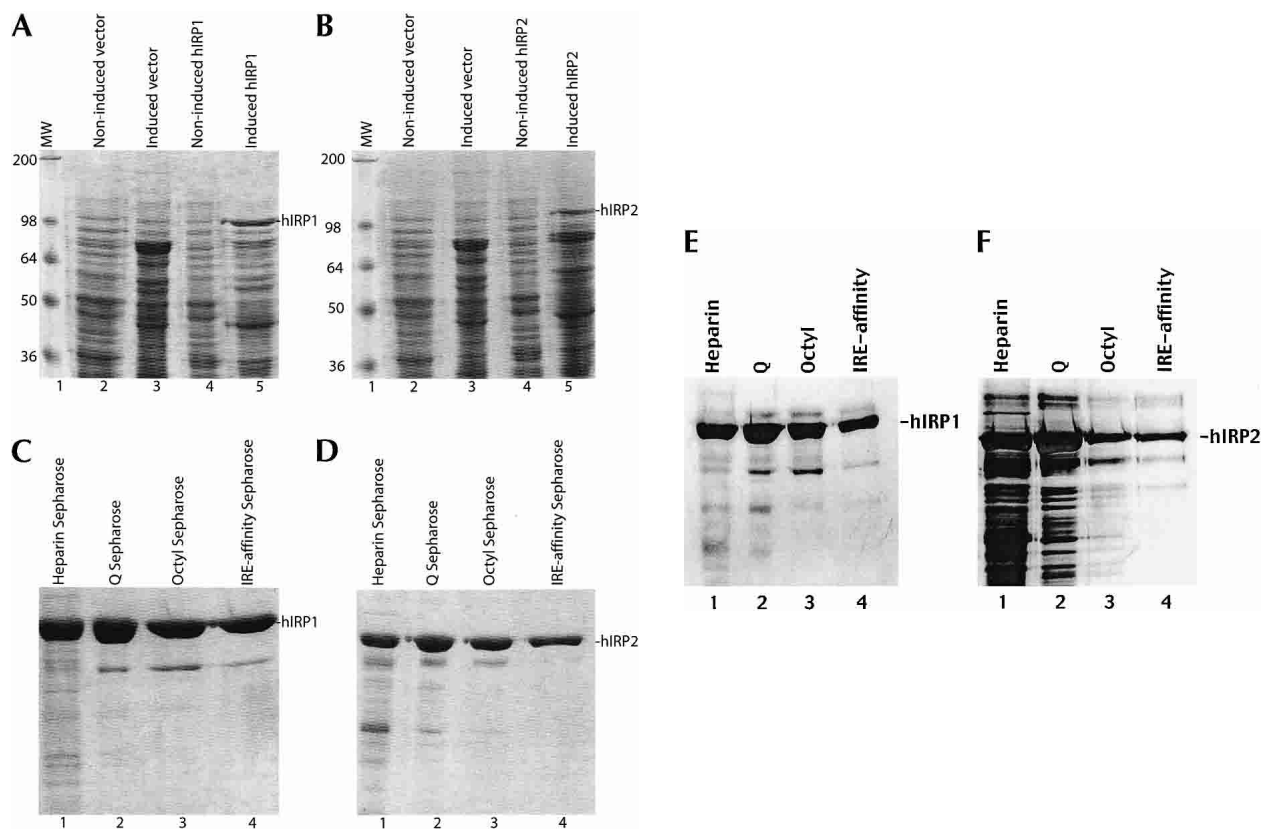 A
MW
Non-induced vector
Induced vector
Non-induced hIRP1
Induced hIRP1
200
98
64
50
36
-hIRP1
1 2 3 4 5
B
MW
Non-induced vector
Induced vector
Non-induced hIRP2
Induced hIRP2
200
98
64
50
36
-hIRP2
1 2 3 4 5
C
Heparin Sepharose
Q Sepharose
Octyl Sepharose
IRE-affinity Sepharose
-hIRP1
1 2 3 4
D
Heparin Sepharose
Q Sepharose
Octyl Sepharose
IRE-affinity Sepharose
-hIRP2
1 2 3 4
E
Heparin
Q
Octyl
IRE-affinity
-hIRP1
1 2 3 4
F
Heparin
Q
Octyl
IRE-affinity
-hIRP2
1 2 3 4